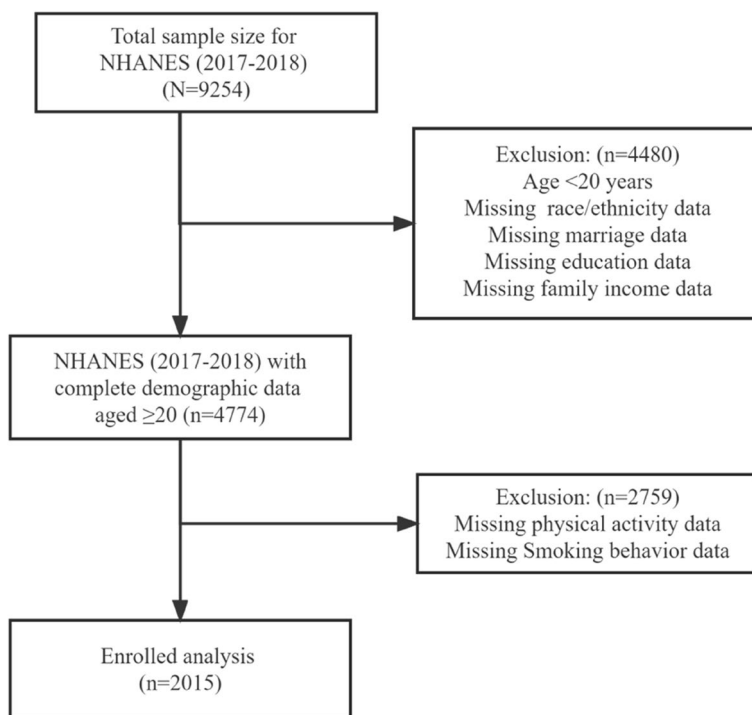 Total sample size for
NHANES (2017-2018)
(N=9254)
Exclusion: (n=4480)
Age <20 years
Missing race/ethnicity data
Missing marriage data
Missing education data
Missing family income data
NHANES (2017-2018) with
complete demographic data
aged ≥20 (n=4774)
Exclusion: (n=2759)
Missing physical activity data
Missing Smoking behavior data
Enrolled analysis
(n=2015)